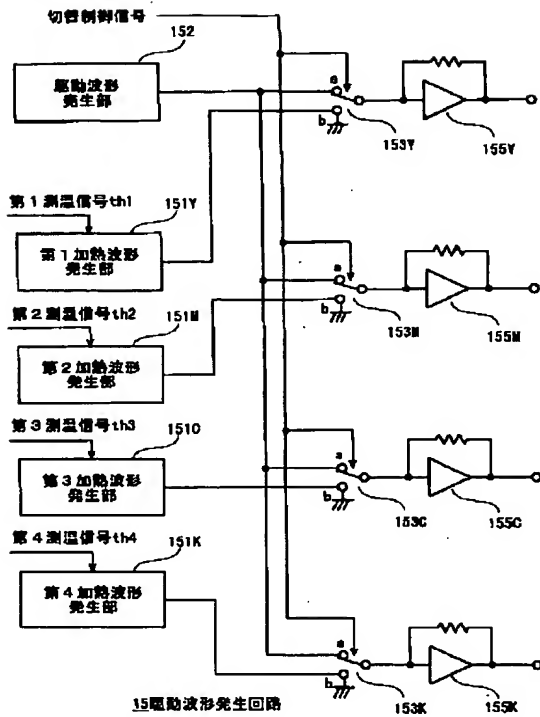 切替制御信号
152
駆動波形
発生部
a
b
153Y
155Y
第1測温信号th1
151Y
第1加熱波形
発生部
第2測温信号th2
151M
第2加熱波形
発生部
a
b
153M
155M
第3測温信号th3
151C
第3加熱波形
発生部
a
b
153C
155C
第4測温信号th4
151K
第4加熱波形
発生部
a
b
153K
155K
15駆動波形発生回路